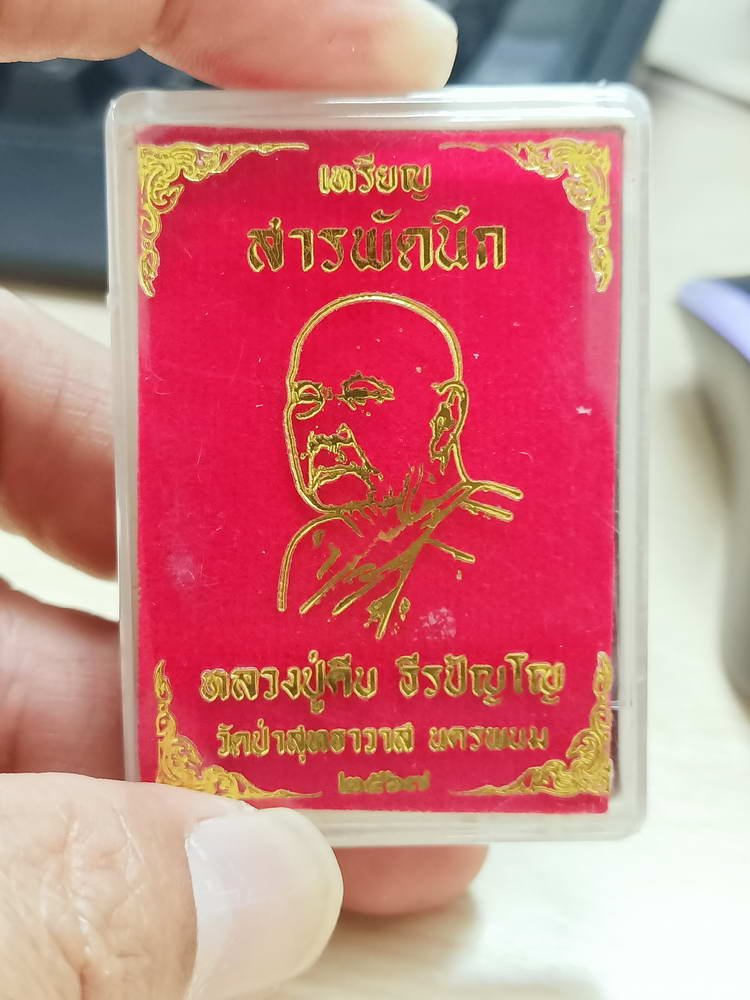 เหรียญ
สารพัดนึก
หลวงปู่คีบ ธีรปัญโญ
วัดป่าสุทธาวาส นครพนม
๒๕๖๗